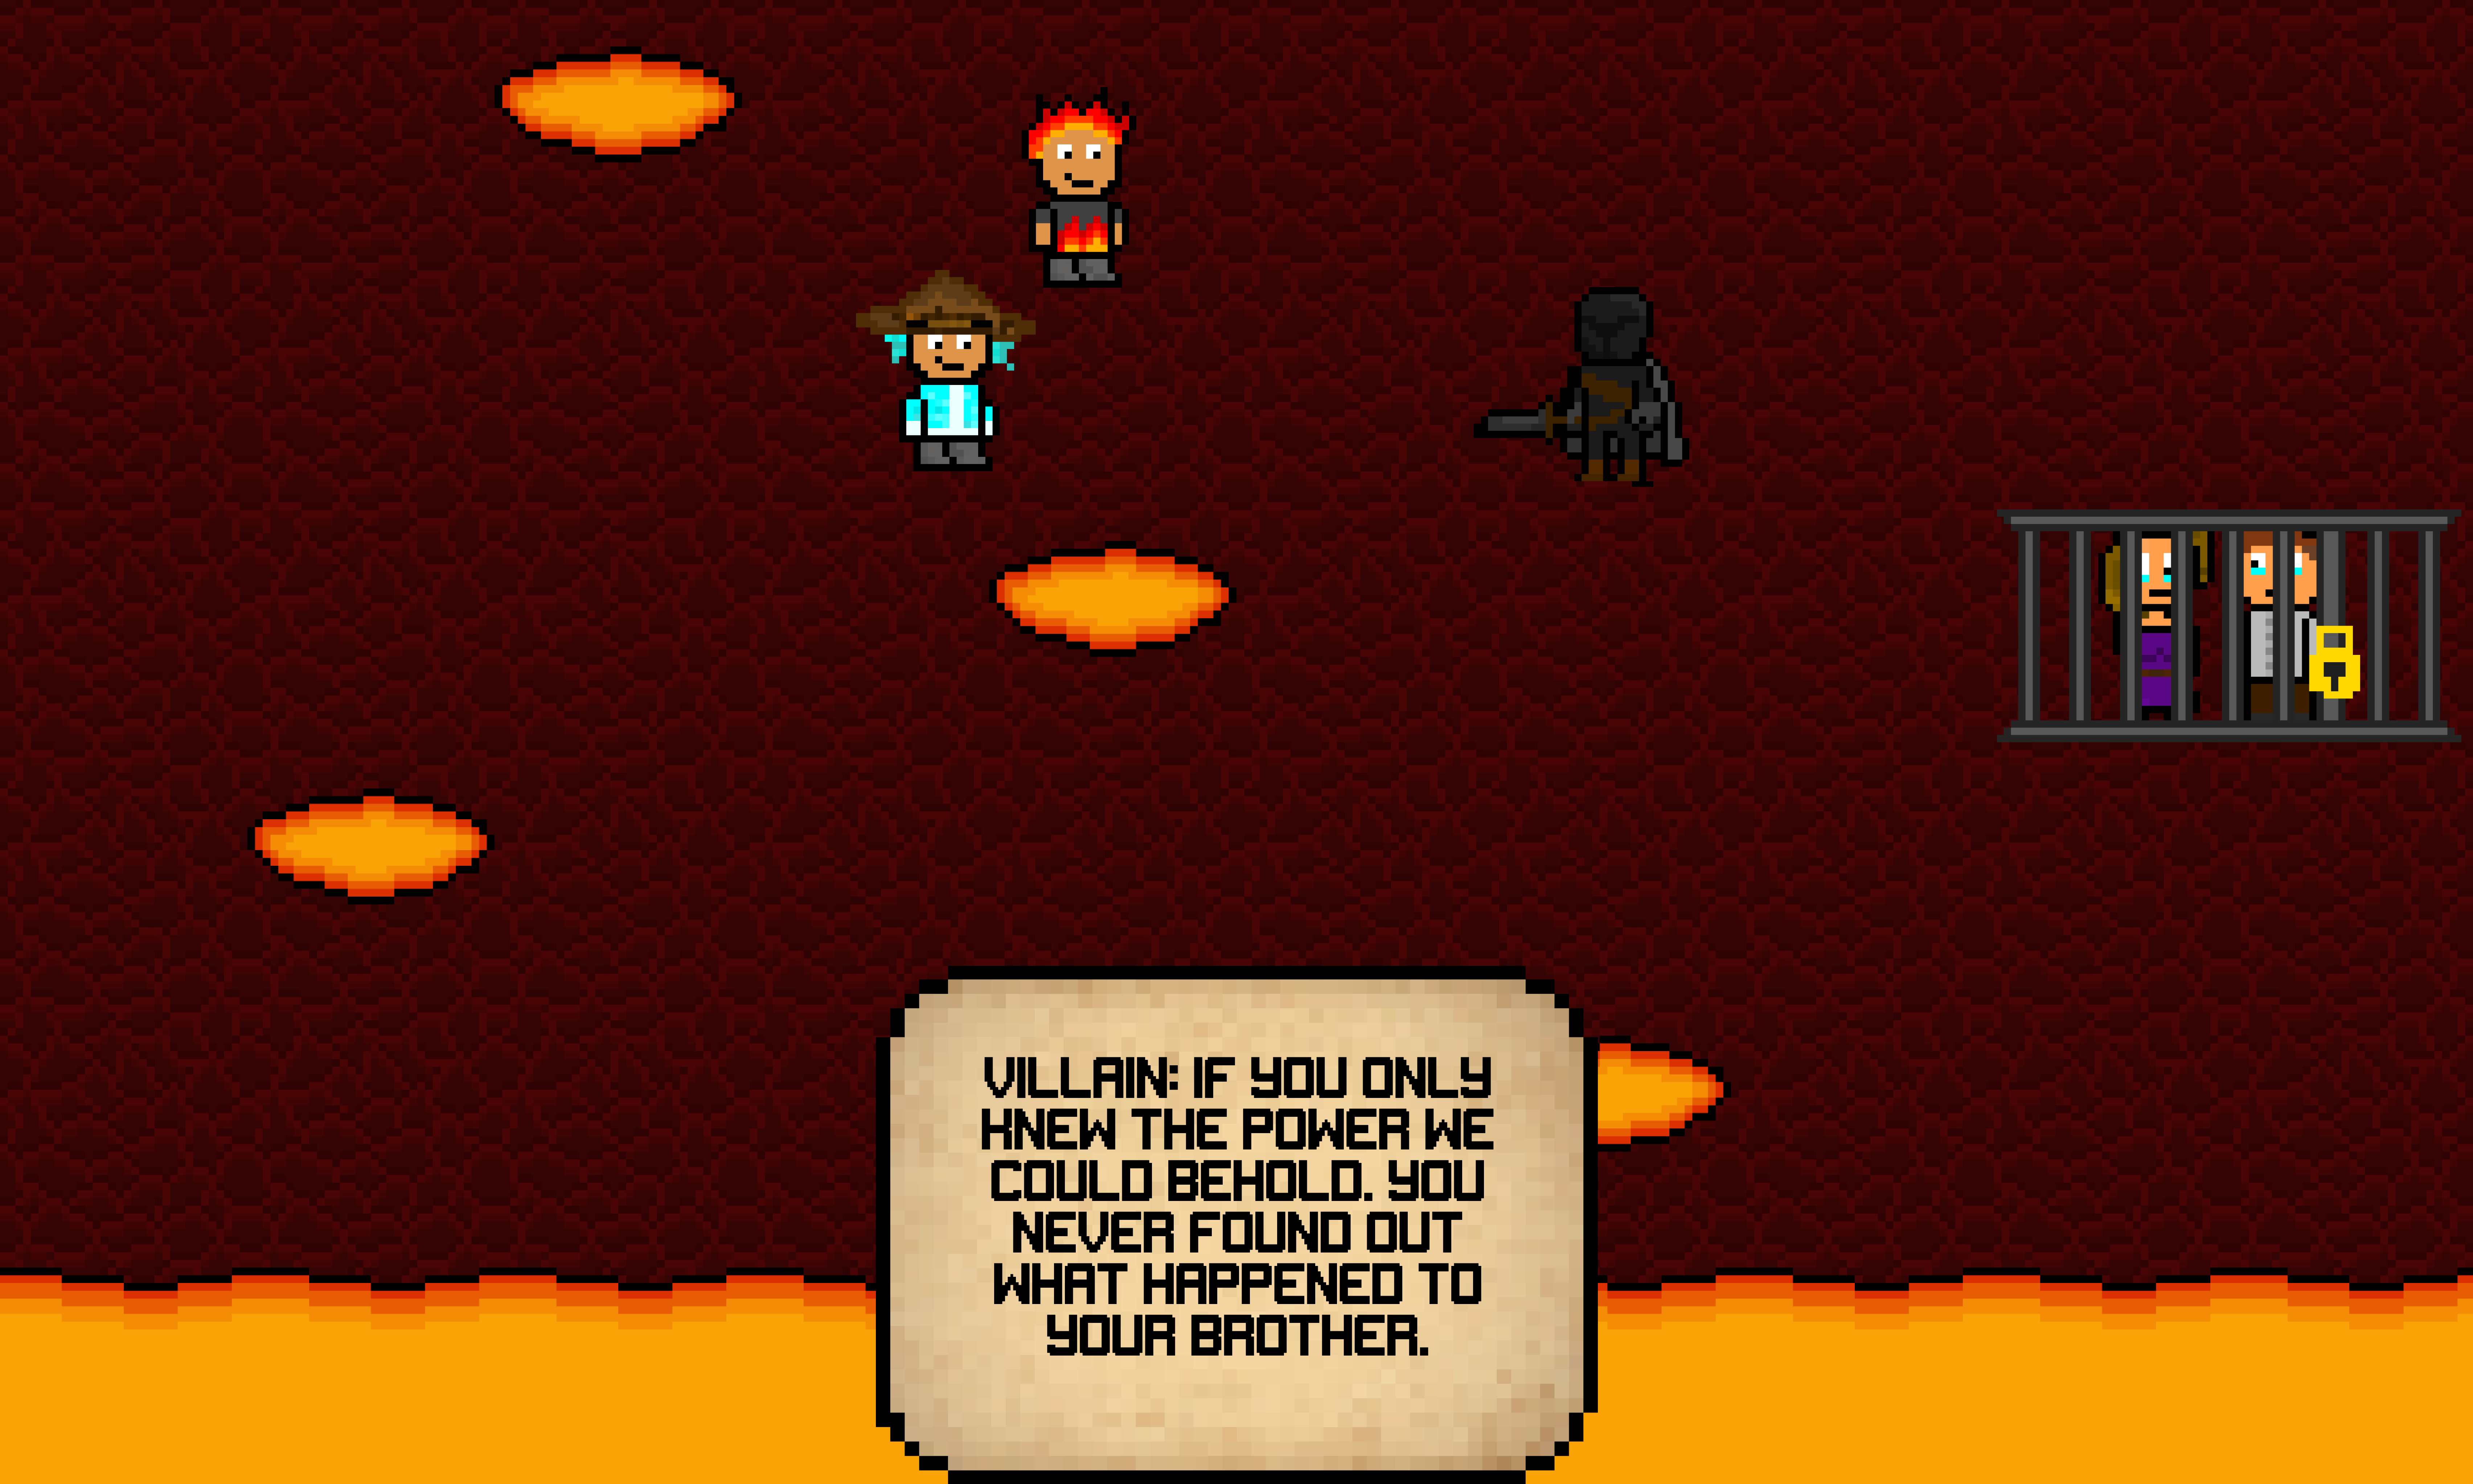 VILLAIN: IF YOU ONLY
KNEW THE POWER WE
COULD BEHOLD. YOU
NEVER FOUND OUT
WHAT HAPPENED TO
YOUR BROTHER.